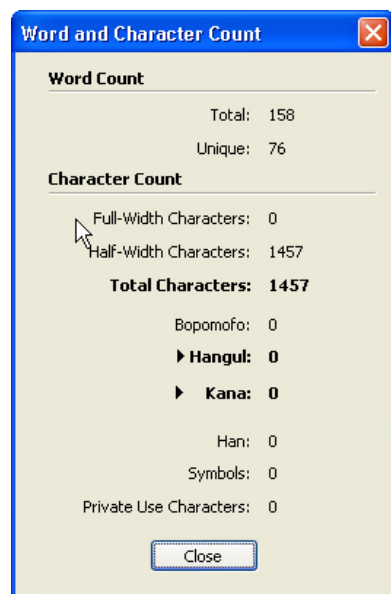 Word and Character Count
Word Count
Total: 158
Unique: 76
Character Count
Full-Width Characters: 0
Half-Width Characters: 1457
Total Characters: 1457
Bopomofo: 0
Hangul: 0
Kana: 0
Han: 0
Symbols: 0
Private Use Characters: 0
Close